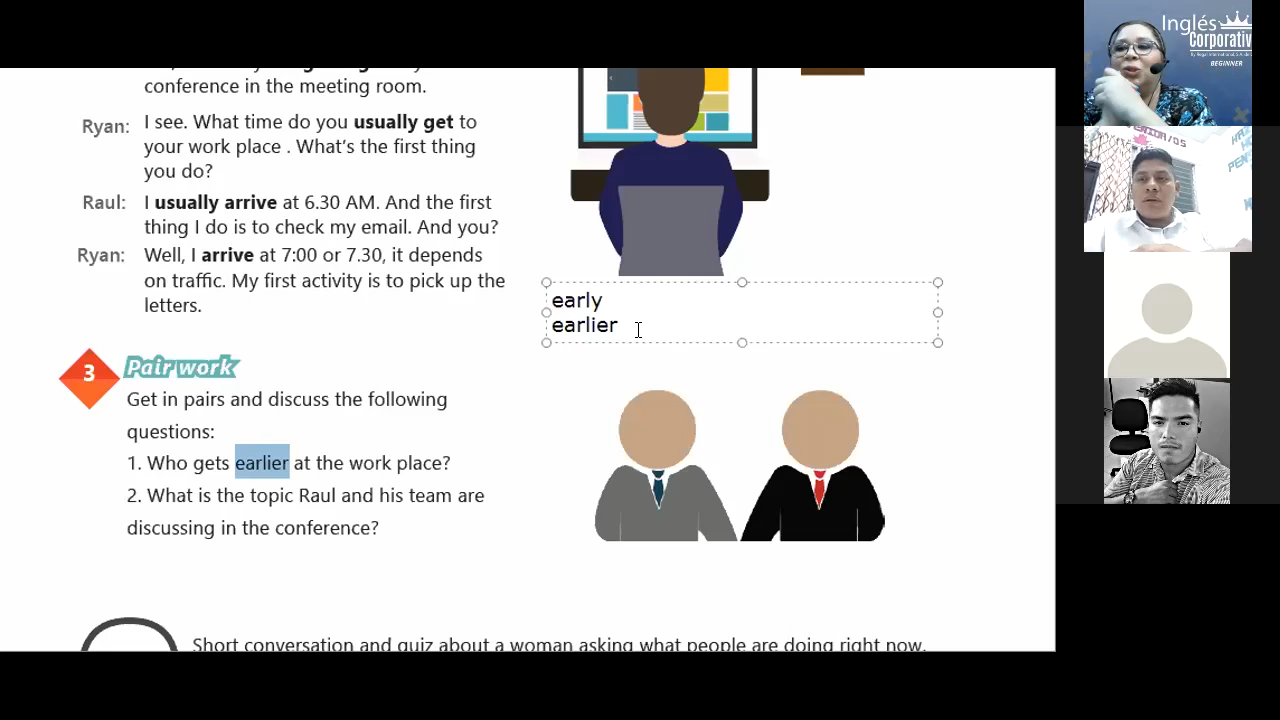 conference in the meeting room.
Ryan: I see. What time do you usually get to
your work place . What's the first thing
you do?
Raul: I usually arrive at 6.30 AM. And the first
thing I do is to check my email. And you?
Ryan: Well, I arrive at 7:00 or 7.30, it depends
on traffic. My first activity is to pick up the
letters.
early
earlier
3 Pair work
Get in pairs and discuss the following
questions:
1. Who gets earlier at the work place?
2. What is the topic Raul and his team are
discussing in the conference?
Short conversation and quiz about a woman asking what people are doing right now.
Inglés
Corporativ
BEGINNER